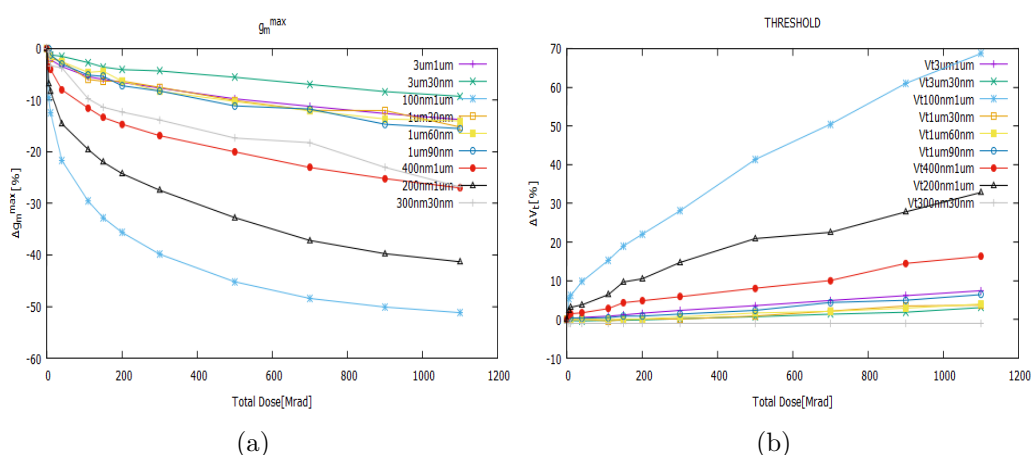 g_m^max
0
-10
-20
-30
-40
-50
-60
Δg_m^max[%]
0 200 400 600 800 1000 1200
Total Dose[Mrad]
3um1um
3um30nm
100nm1um
1um30nm
1um60nm
1um90nm
400nm1um
200nm1um
300nm30nm
(a)
THRESHOLD
70
60
50
40
30
20
10
0
-10
ΔV_t[%]
0 200 400 600 800 1000 1200
Total Dose[Mrad]
Vt3um1um
Vt3um30nm
Vt100nm1um
Vt1um30nm
Vt1um60nm
Vt1um90nm
Vt400nm1um
Vt200nm1um
Vt300nm30nm
(b)